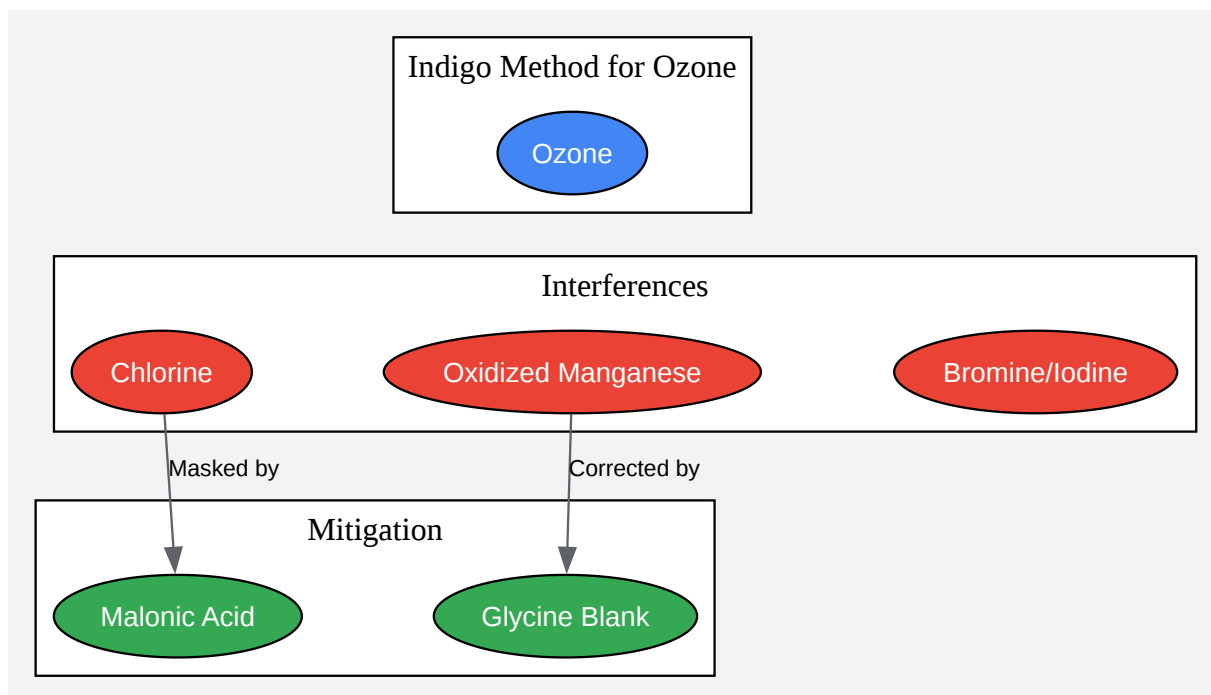 Indigo Method for Ozone
Ozone
Interferences
Chlorine
Oxidized Manganese
Bromine/Iodine
Masked by
Corrected by
Mitigation
Malonic Acid
Glycine Blank